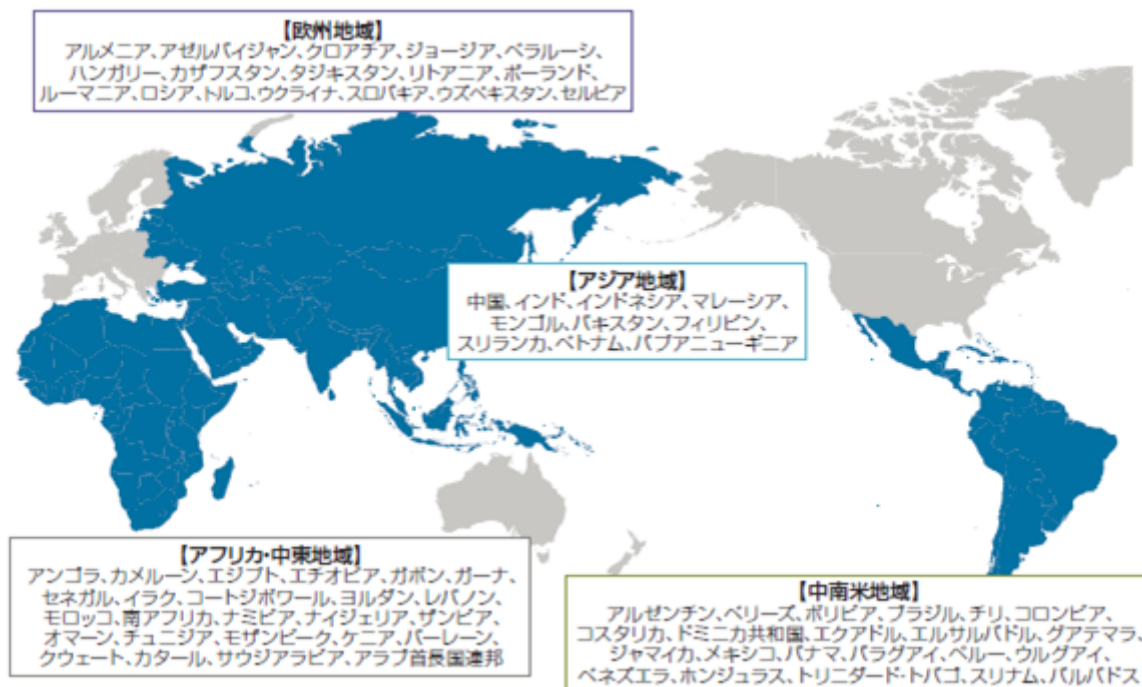 【欧州地域】
アルメニア、アゼルバイジャン、クロアチア、ジョージア、ベラルーシ、
ハンガリー、カザフスタン、タジキスタン、リトアニア、ポーランド、
ルーマニア、ロシア、トルコ、ウクライナ、スロバキア、ウズベキスタン、セルビア
【アジア地域】
中国、インド、インドネシア、マレーシア、
モンゴル、パキスタン、フィリピン、
スリランカ、ベトナム、パプアニューギニア
【アフリカ・中東地域】
アンゴラ、カメルーン、エジプト、エチオピア、ガボン、ガーナ、
セネガル、イラク、コートジボワール、ヨルダン、レバノン、
モロッコ、南アフリカ、ナミビア、ナイジェリア、ザンビア、
オマーン、チュニジア、モザンビーク、ケニア、バーレーン、
クウェート、カタール、サウジアラビア、アラブ首長国連邦
【中南米地域】
アルゼンチン、ベリーズ、ボリビア、ブラジル、チリ、コロンビア、
コスタリカ、ドミニカ共和国、エクアドル、エルサルバドル、グアテマラ、
ジャマイカ、メキシコ、パナマ、パラグアイ、ペルー、ウルグアイ、
ベネズエラ、ホンジュラス、トリニダード・トバゴ、スリナム、バルバドス